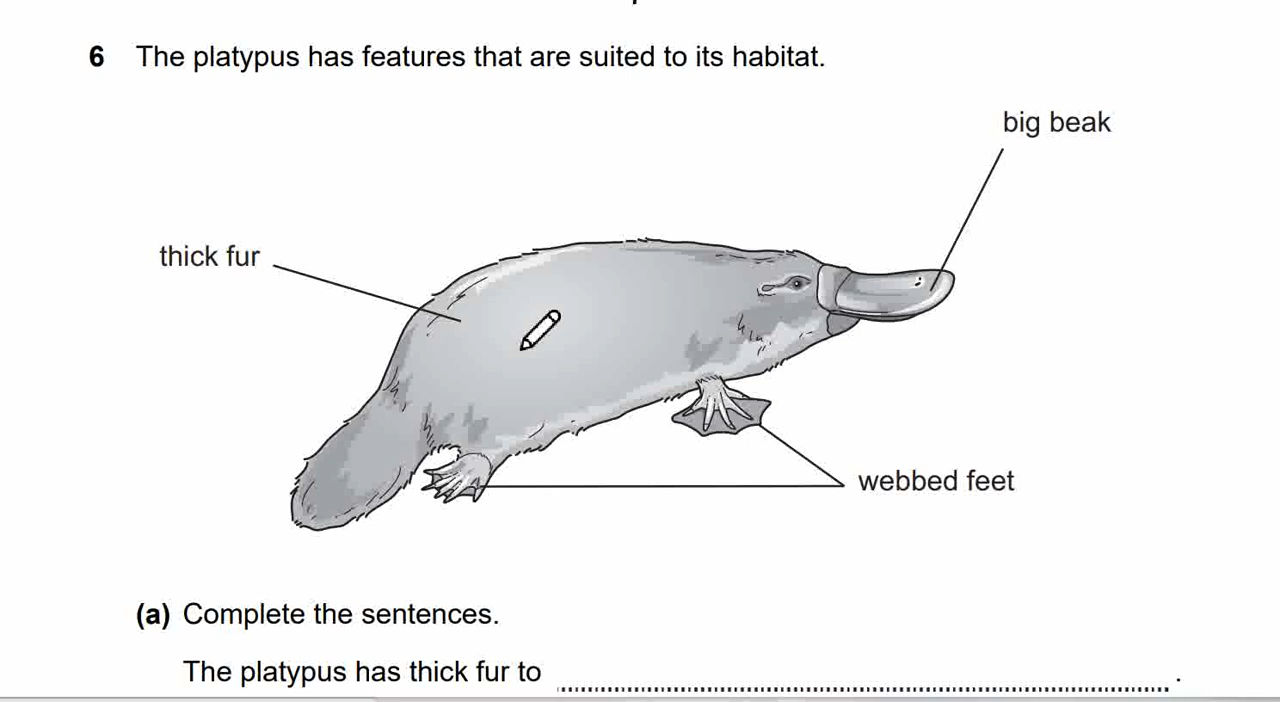 6 The platypus has features that are suited to its habitat.
big beak
thick fur
webbed feet
(a) Complete the sentences.
The platypus has thick fur to ............................................................ .